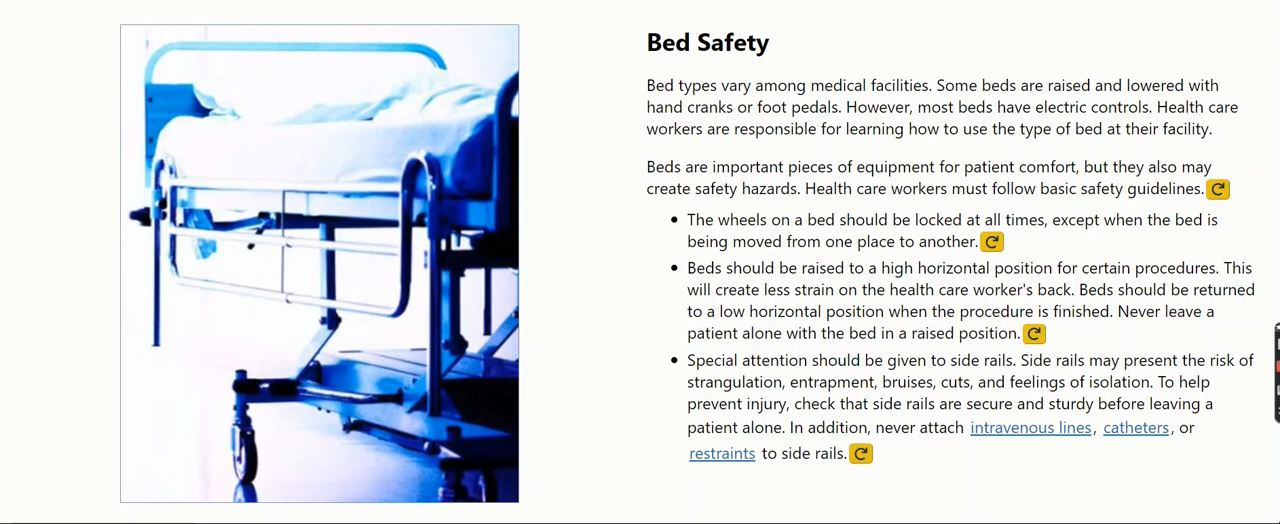 Bed Safety
Bed types vary among medical facilities. Some beds are raised and lowered with
hand cranks or foot pedals. However, most beds have electric controls. Health care
workers are responsible for learning how to use the type of bed at their facility.
Beds are important pieces of equipment for patient comfort, but they also may
create safety hazards. Health care workers must follow basic safety guidelines.
• The wheels on a bed should be locked at all times, except when the bed is
being moved from one place to another.
• Beds should be raised to a high horizontal position for certain procedures. This
will create less strain on the health care worker's back. Beds should be returned
to a low horizontal position when the procedure is finished. Never leave a
patient alone with the bed in a raised position.
• Special attention should be given to side rails. Side rails may present the risk of
strangulation, entrapment, bruises, cuts, and feelings of isolation. To help
prevent injury, check that side rails are secure and sturdy before leaving a
patient alone. In addition, never attach intravenous lines, catheters, or
restraints to side rails.